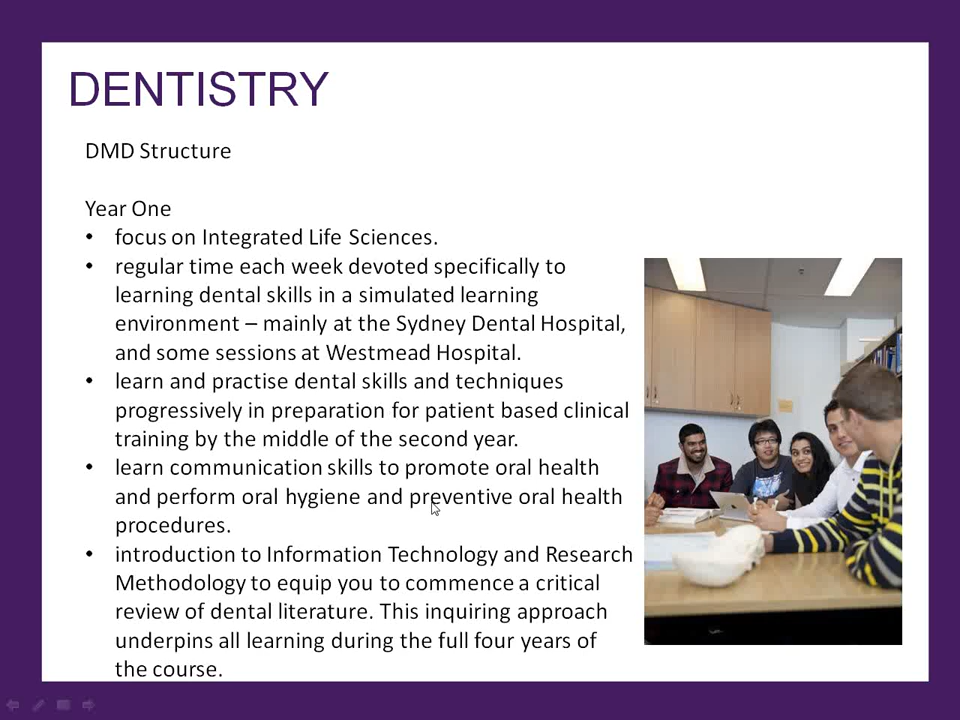 DENTISTRY
DMD Structure
Year One
• focus on Integrated Life Sciences.
• regular time each week devoted specifically to
learning dental skills in a simulated learning
environment – mainly at the Sydney Dental Hospital,
and some sessions at Westmead Hospital.
• learn and practise dental skills and techniques
progressively in preparation for patient based clinical
training by the middle of the second year.
• learn communication skills to promote oral health
and perform oral hygiene and preventive oral health
procedures.
• introduction to Information Technology and Research
Methodology to equip you to commence a critical
review of dental literature. This inquiring approach
underpins all learning during the full four years of
the course.